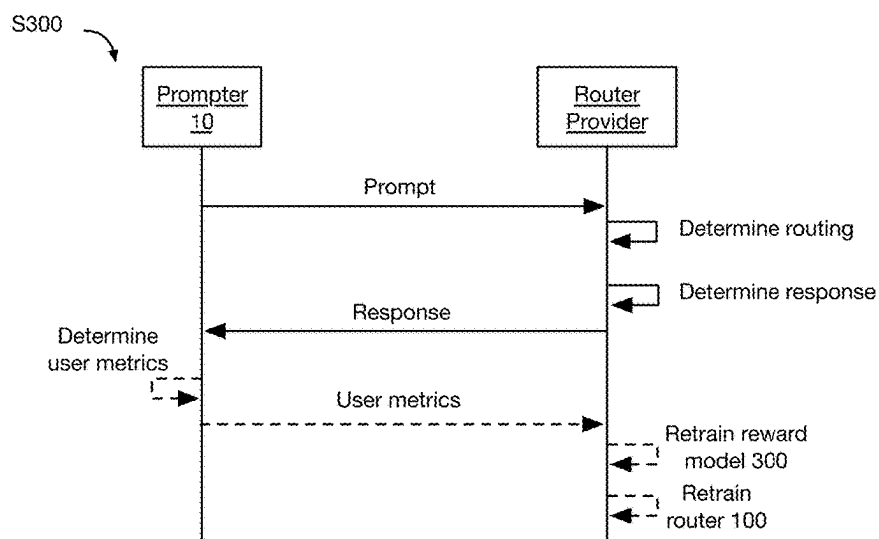 S300
Prompter
10
Router
Provider
Prompt
Determine routing
Determine response
Response
Determine
user metrics
User metrics
Retrain reward
model 300
Retrain
router 100